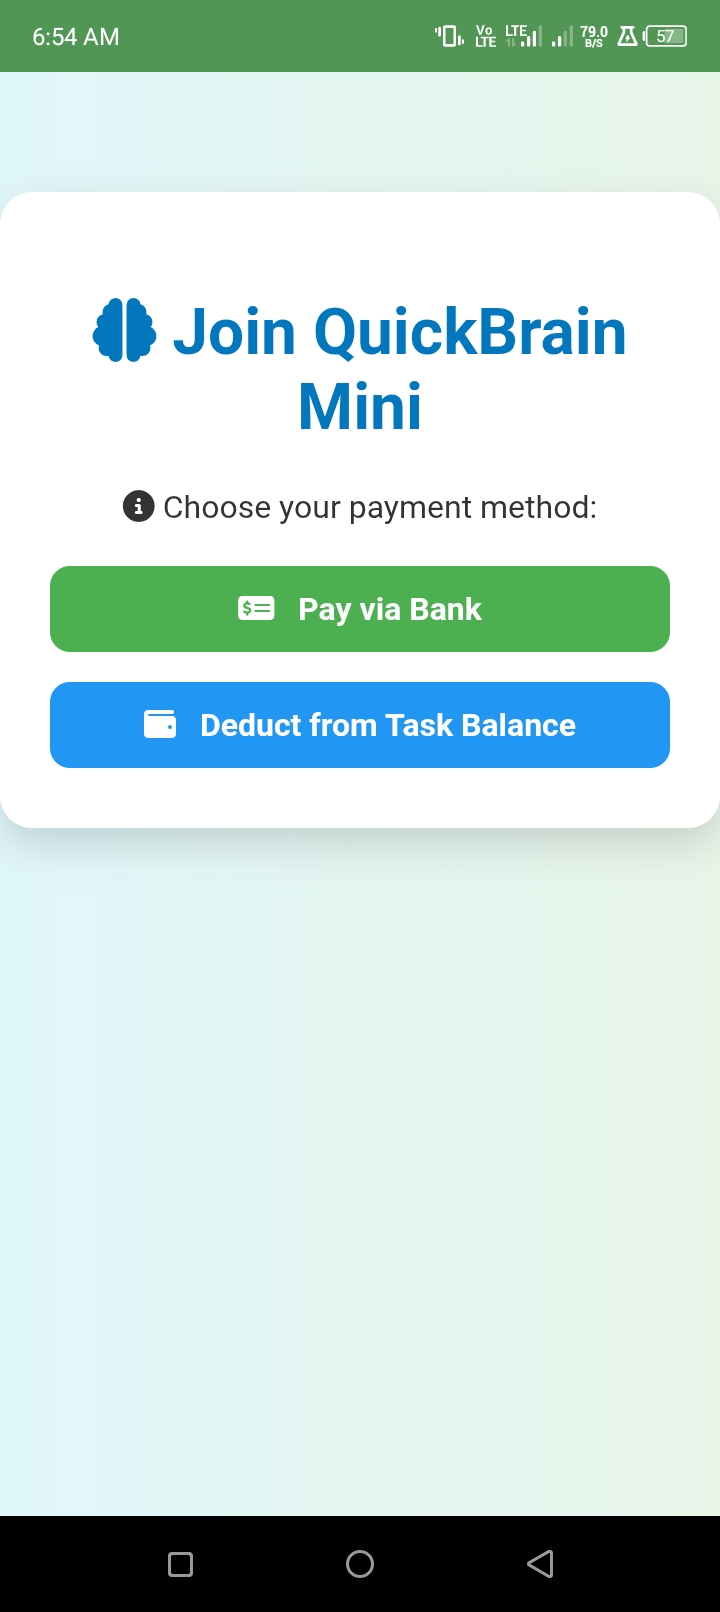 6:54 AM
Vo LTE LTE 79.0 B/S 57
Join QuickBrain
Mini
Choose your payment method:
Pay via Bank
Deduct from Task Balance